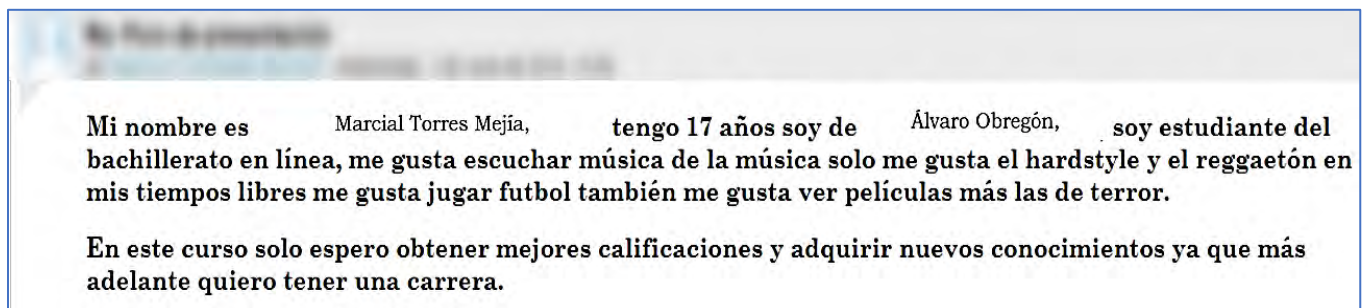 Mi nombre es Marcial Torres Mejía, tengo 17 años soy de Álvaro Obregón, soy estudiante del
bachillerato en línea, me gusta escuchar música de la música solo me gusta el hardstyle y el reggaetón en
mis tiempos libres me gusta jugar futbol también me gusta ver películas más las de terror.
En este curso solo espero obtener mejores calificaciones y adquirir nuevos conocimientos ya que más
adelante quiero tener una carrera.